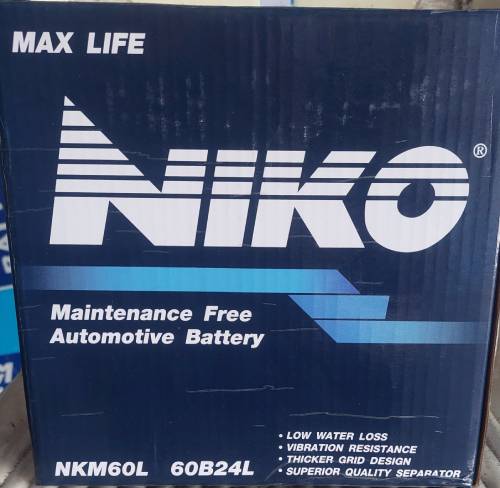 MAX LIFE
NIKO®
Maintenance Free
Automotive Battery
• LOW WATER LOSS
• VIBRATION RESISTANCE
• THICKER GRID DESIGN
• SUPERIOR QUALITY SEPARATOR
NKM60L 60B24L